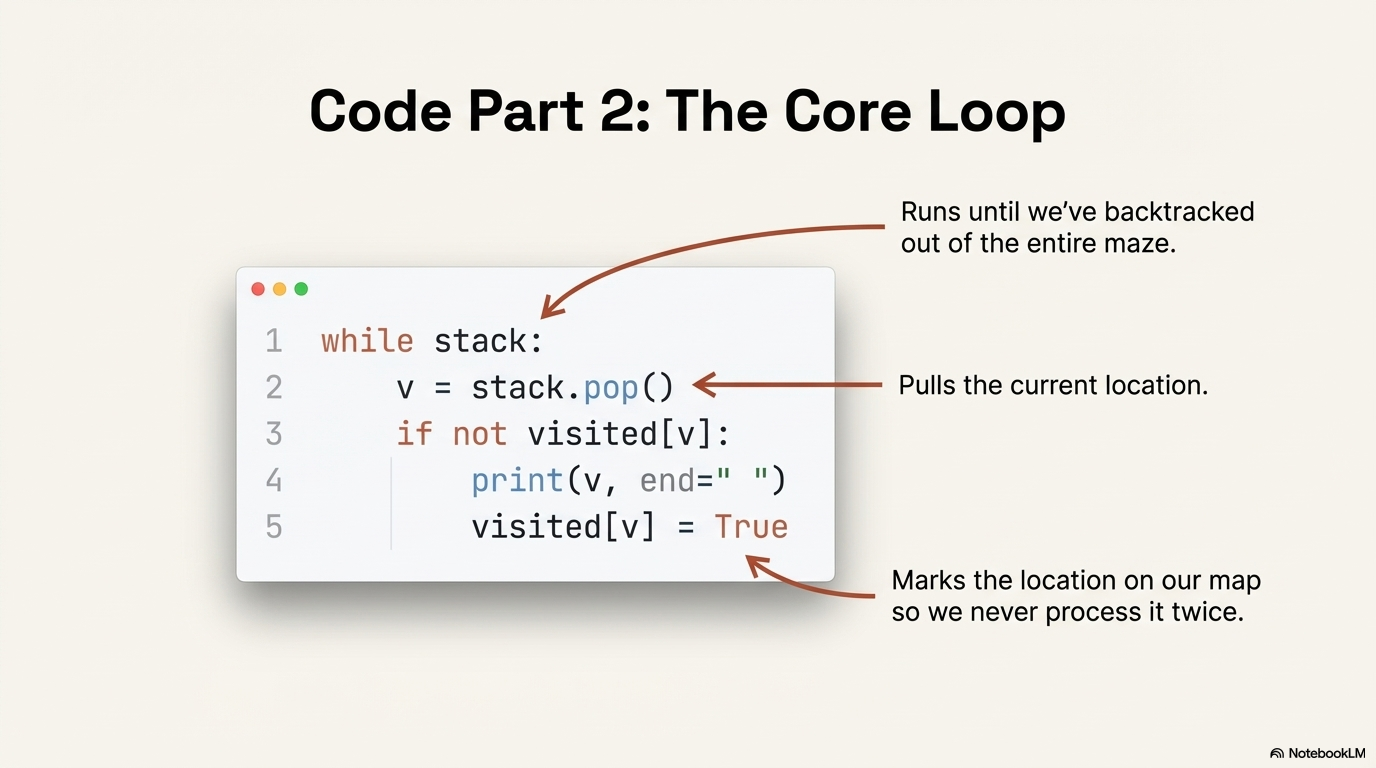 Code Part 2: The Core Loop
Runs until we've backtracked
out of the entire maze.
1 while stack:
2     v = stack.pop()
Pulls the current location.
3     if not visited[v]:
4         print(v, end=" ")
5         visited[v] = True
Marks the location on our map
so we never process it twice.
NotebookLM